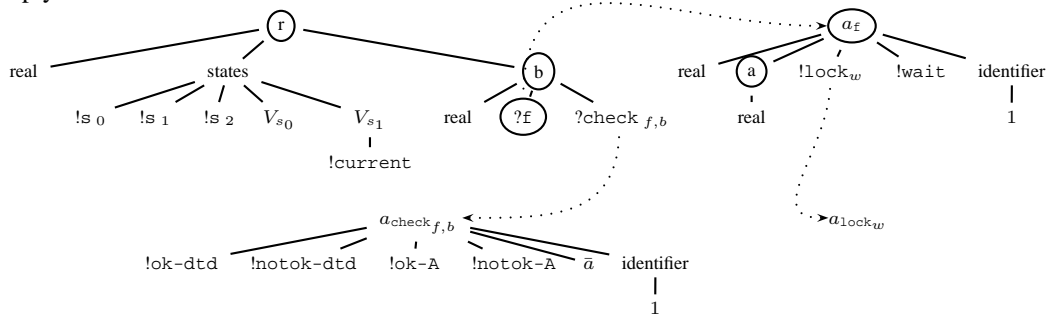 r a_f
real states b real a !lock_w !wait identifier
!s_0 !s_1 !s_2 V_{s_0} V_{s_1} real ?f ?check_{f,b} real 1
!current
a_{check_{f,b}} a_{lock_w}
!ok-dtd !notok-dtd !ok-A !notok-A ā identifier
1